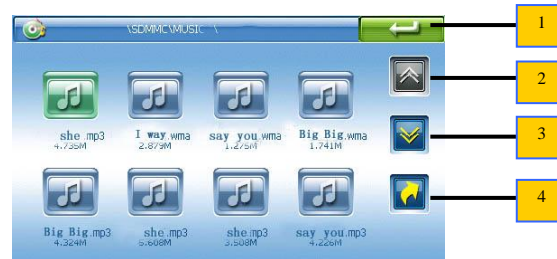 \SDMMC\MUSIC \
1
2
she.mp3 I way.wma say you.wma Big Big.wma
4.735M 2.879M 1.275M 1.741M
3
4
Big Big.mp3 she.mp3 she.mp3 say you.mp3
4.324M 5.608M 3.508M 4.226M